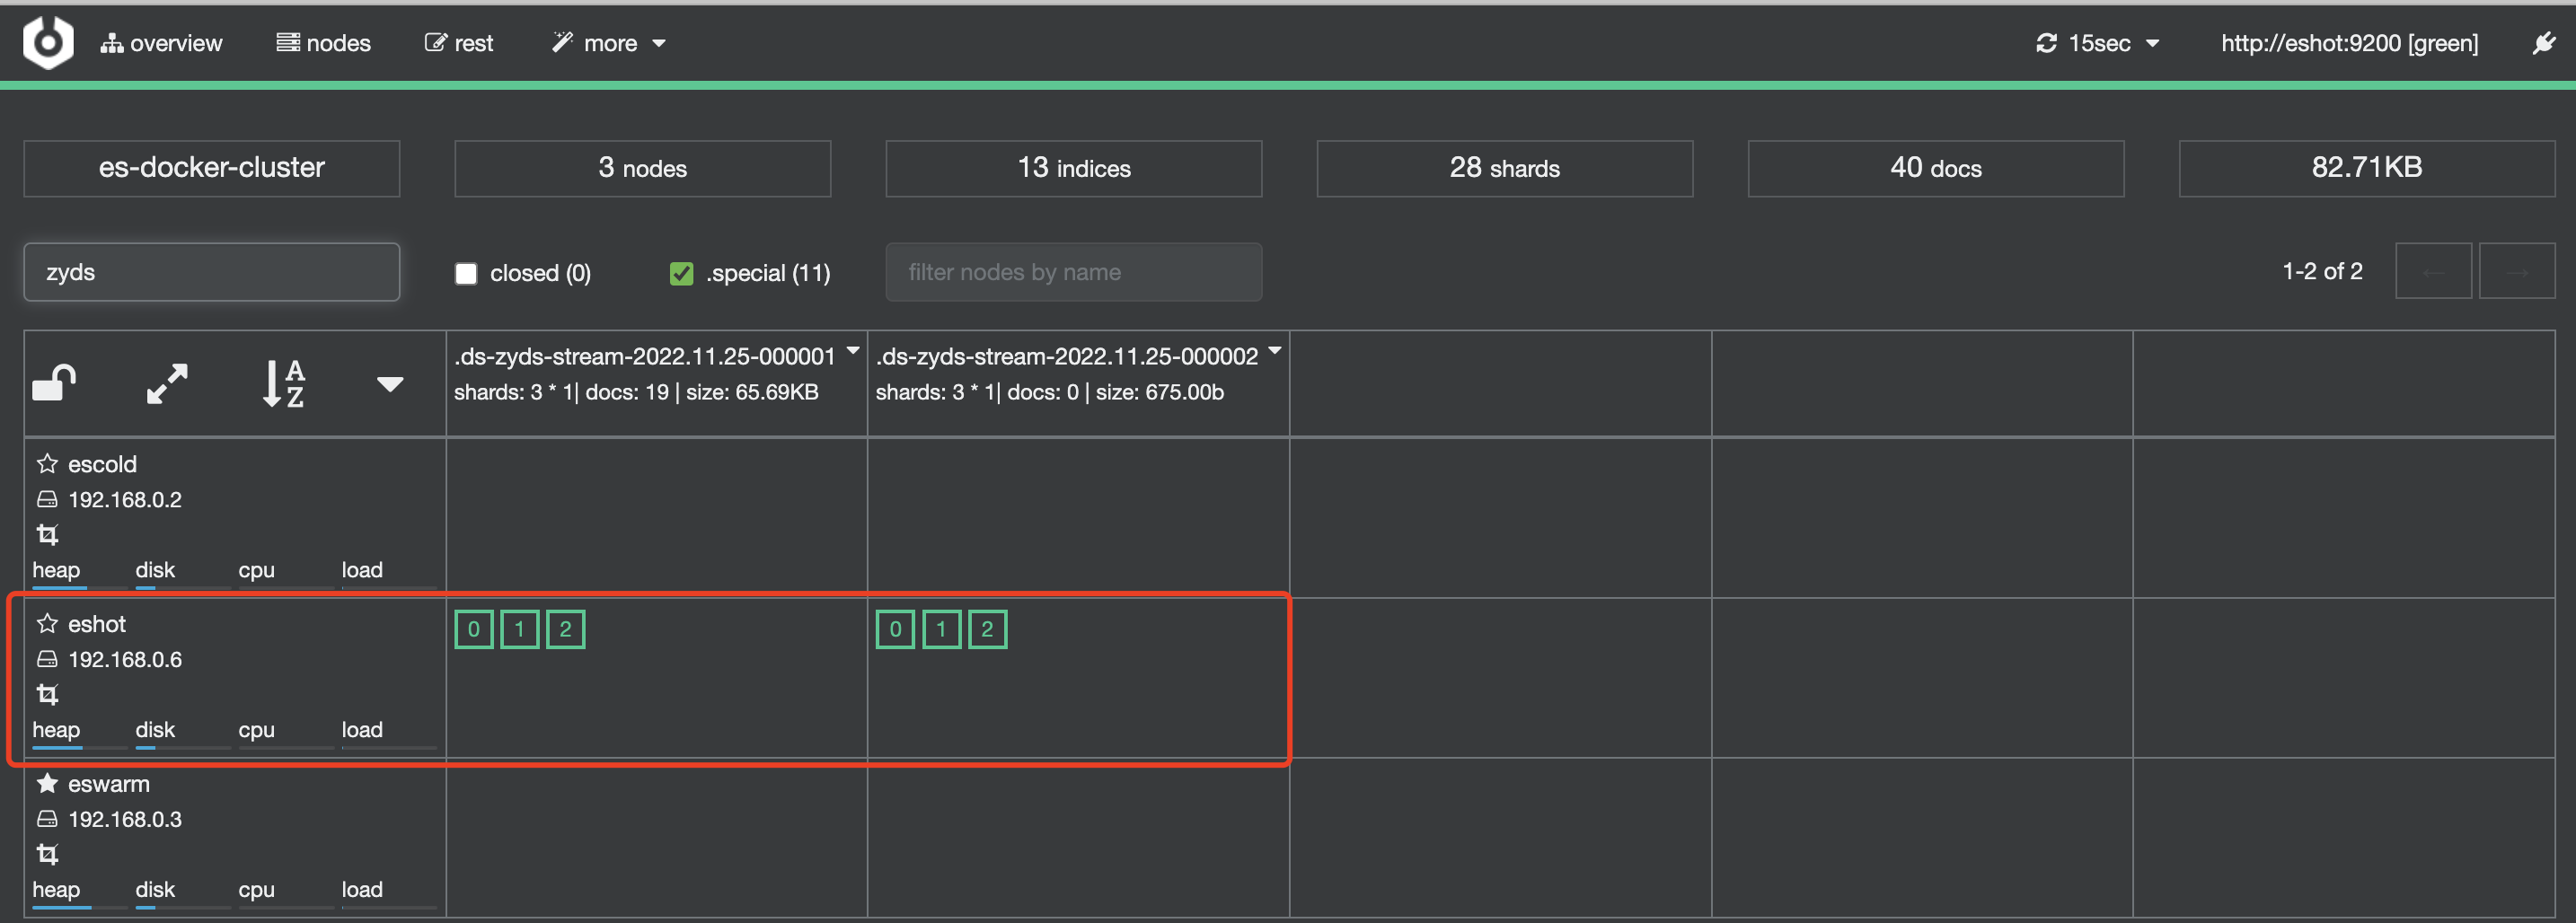 overview nodes rest more 15sec http://eshot:9200 [green]
es-docker-cluster 3 nodes 13 indices 28 shards 40 docs 82.71KB
zyds closed (0) .special (11) filter nodes by name 1-2 of 2 ← →
A Z .ds-zyds-stream-2022.11.25-000001 .ds-zyds-stream-2022.11.25-000002
shards: 3 * 1| docs: 19 | size: 65.69KB shards: 3 * 1| docs: 0 | size: 675.00b
escold
192.168.0.2
heap disk cpu load
eshot 0 1 2 0 1 2
192.168.0.6
heap disk cpu load
eswarm
192.168.0.3
heap disk cpu load